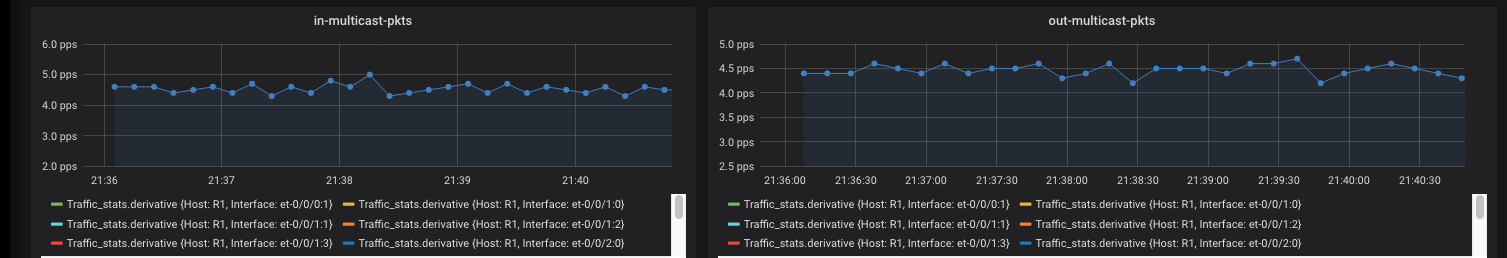 in-multicast-pkts
6.0 pps
5.0 pps
4.0 pps
3.0 pps
2.0 pps
21:36 21:37 21:38 21:39 21:40
Traffic_stats.derivative {Host: R1, Interface: et-0/0/0:1} Traffic_stats.derivative {Host: R1, Interface: et-0/0/1:0}
Traffic_stats.derivative {Host: R1, Interface: et-0/0/1:1} Traffic_stats.derivative {Host: R1, Interface: et-0/0/1:2}
Traffic_stats.derivative {Host: R1, Interface: et-0/0/1:3} Traffic_stats.derivative {Host: R1, Interface: et-0/0/2:0}
out-multicast-pkts
5.0 pps
4.5 pps
4.0 pps
3.5 pps
3.0 pps
2.5 pps
21:36:00 21:36:30 21:37:00 21:37:30 21:38:00 21:38:30 21:39:00 21:39:30 21:40:00 21:40:30
Traffic_stats.derivative {Host: R1, Interface: et-0/0/0:1} Traffic_stats.derivative {Host: R1, Interface: et-0/0/1:0}
Traffic_stats.derivative {Host: R1, Interface: et-0/0/1:1} Traffic_stats.derivative {Host: R1, Interface: et-0/0/1:2}
Traffic_stats.derivative {Host: R1, Interface: et-0/0/1:3} Traffic_stats.derivative {Host: R1, Interface: et-0/0/2:0}